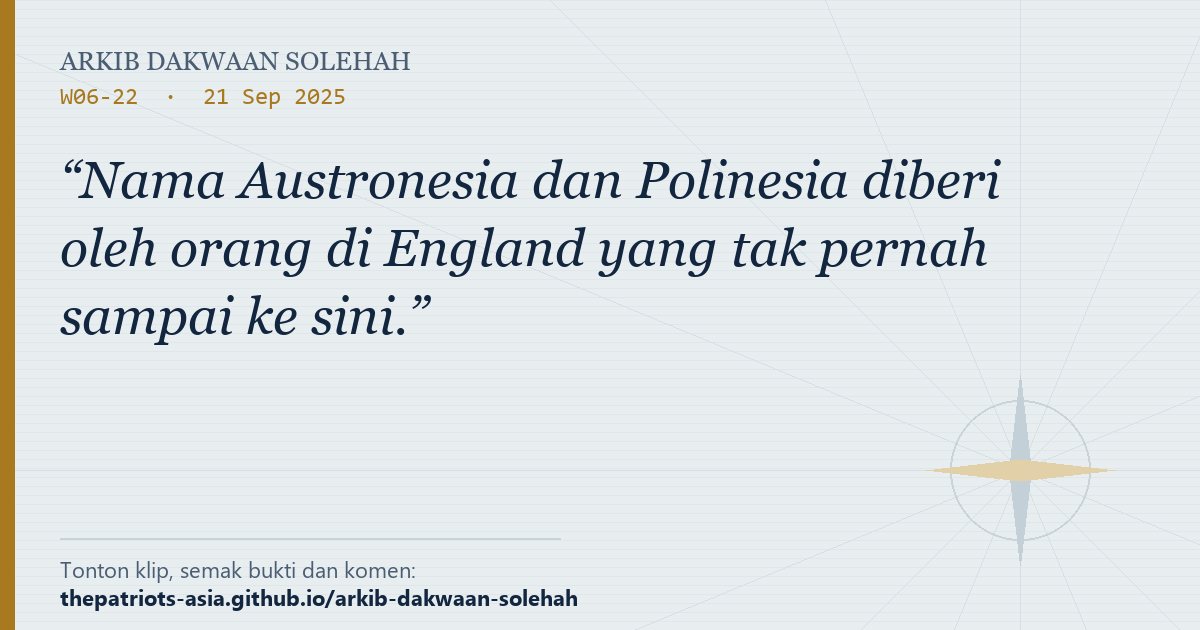 ARKIB DAKWAAN SOLEHAH
W06-22 · 21 Sep 2025
“Nama Austronesia dan Polinesia diberi
oleh orang di England yang tak pernah
sampai ke sini.”
Tonton klip, semak bukti dan komen:
thepatriots-asia.github.io/arkib-dakwaan-solehah